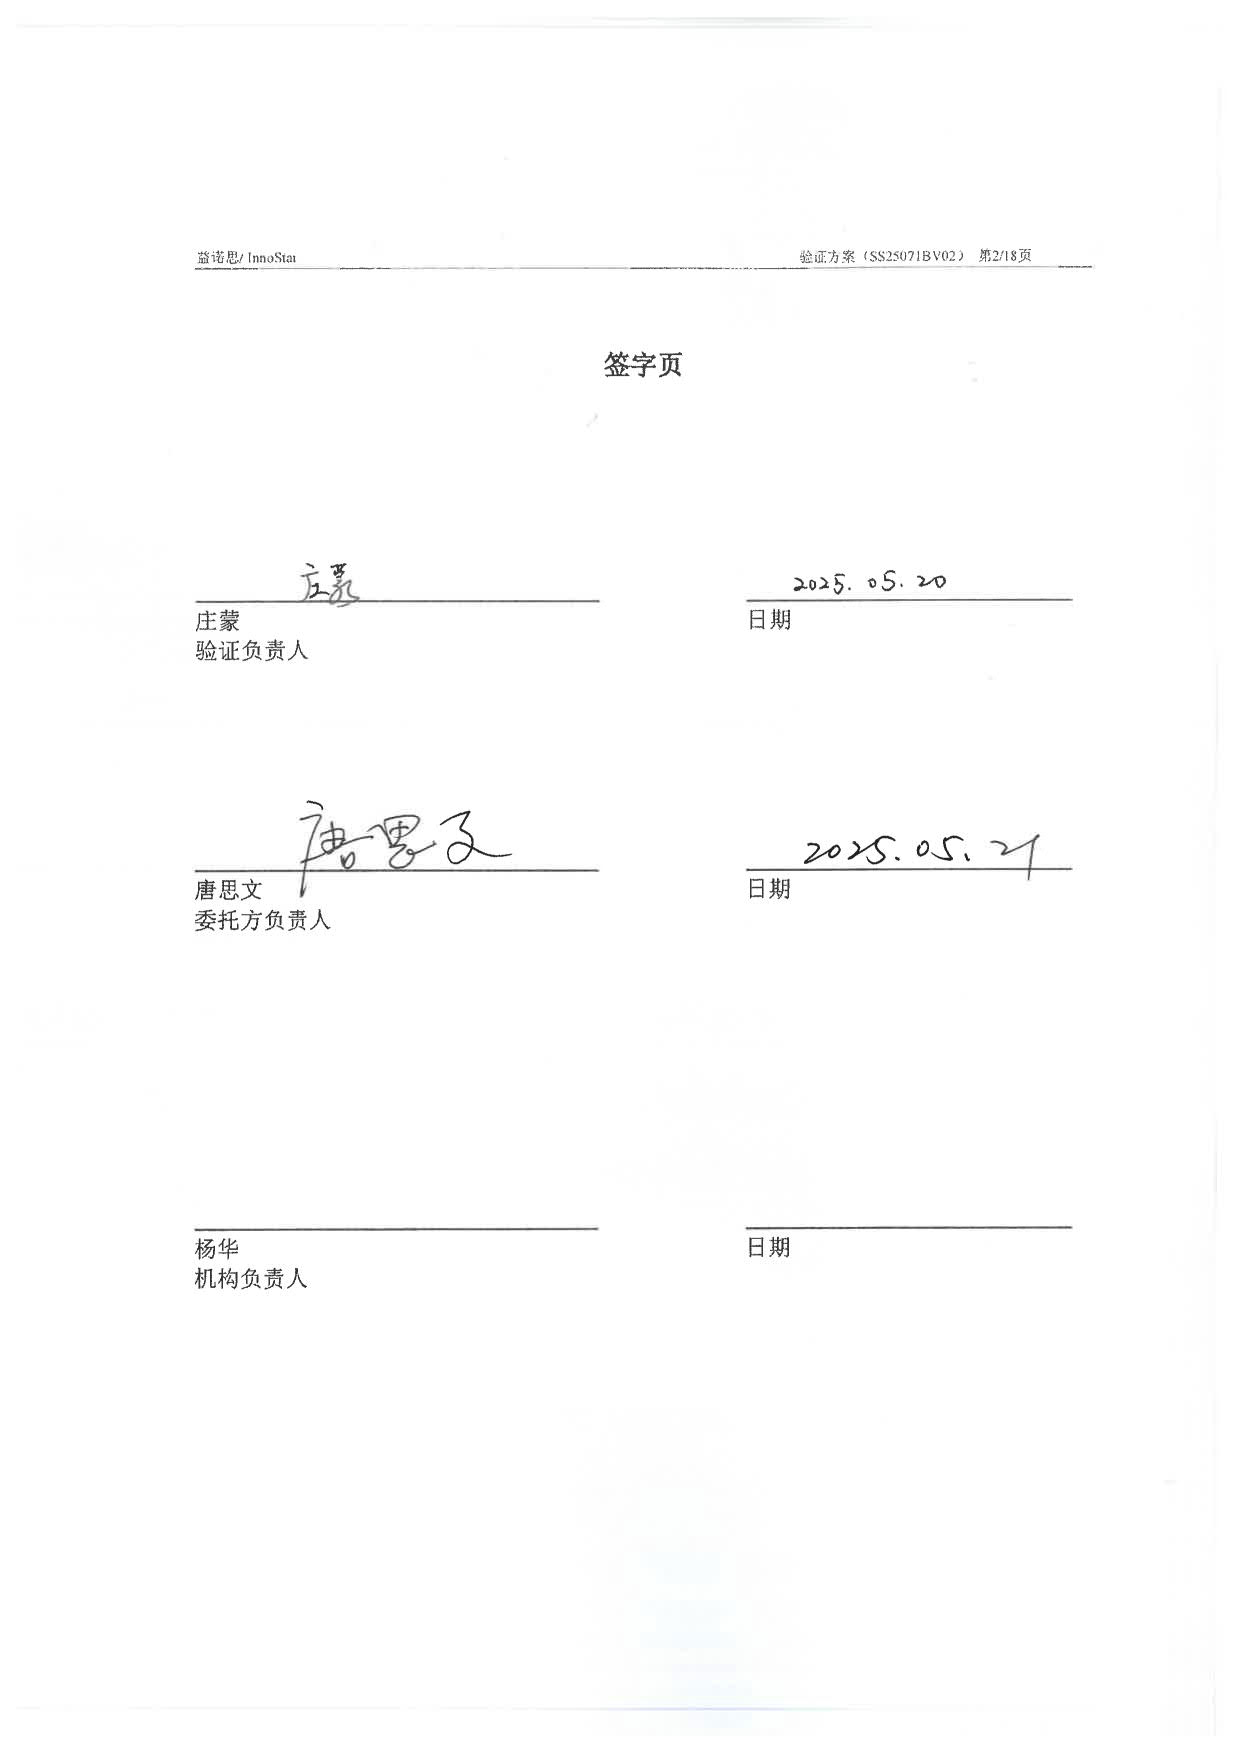 益诺思/ InnoStar 验证方案（SS25071BV02） 第2/18页
签字页
庄蒙 2025.05.20
庄蒙 日期
验证负责人
唐思文 2025.05.21
唐思文 日期
委托方负责人
杨华 日期
机构负责人